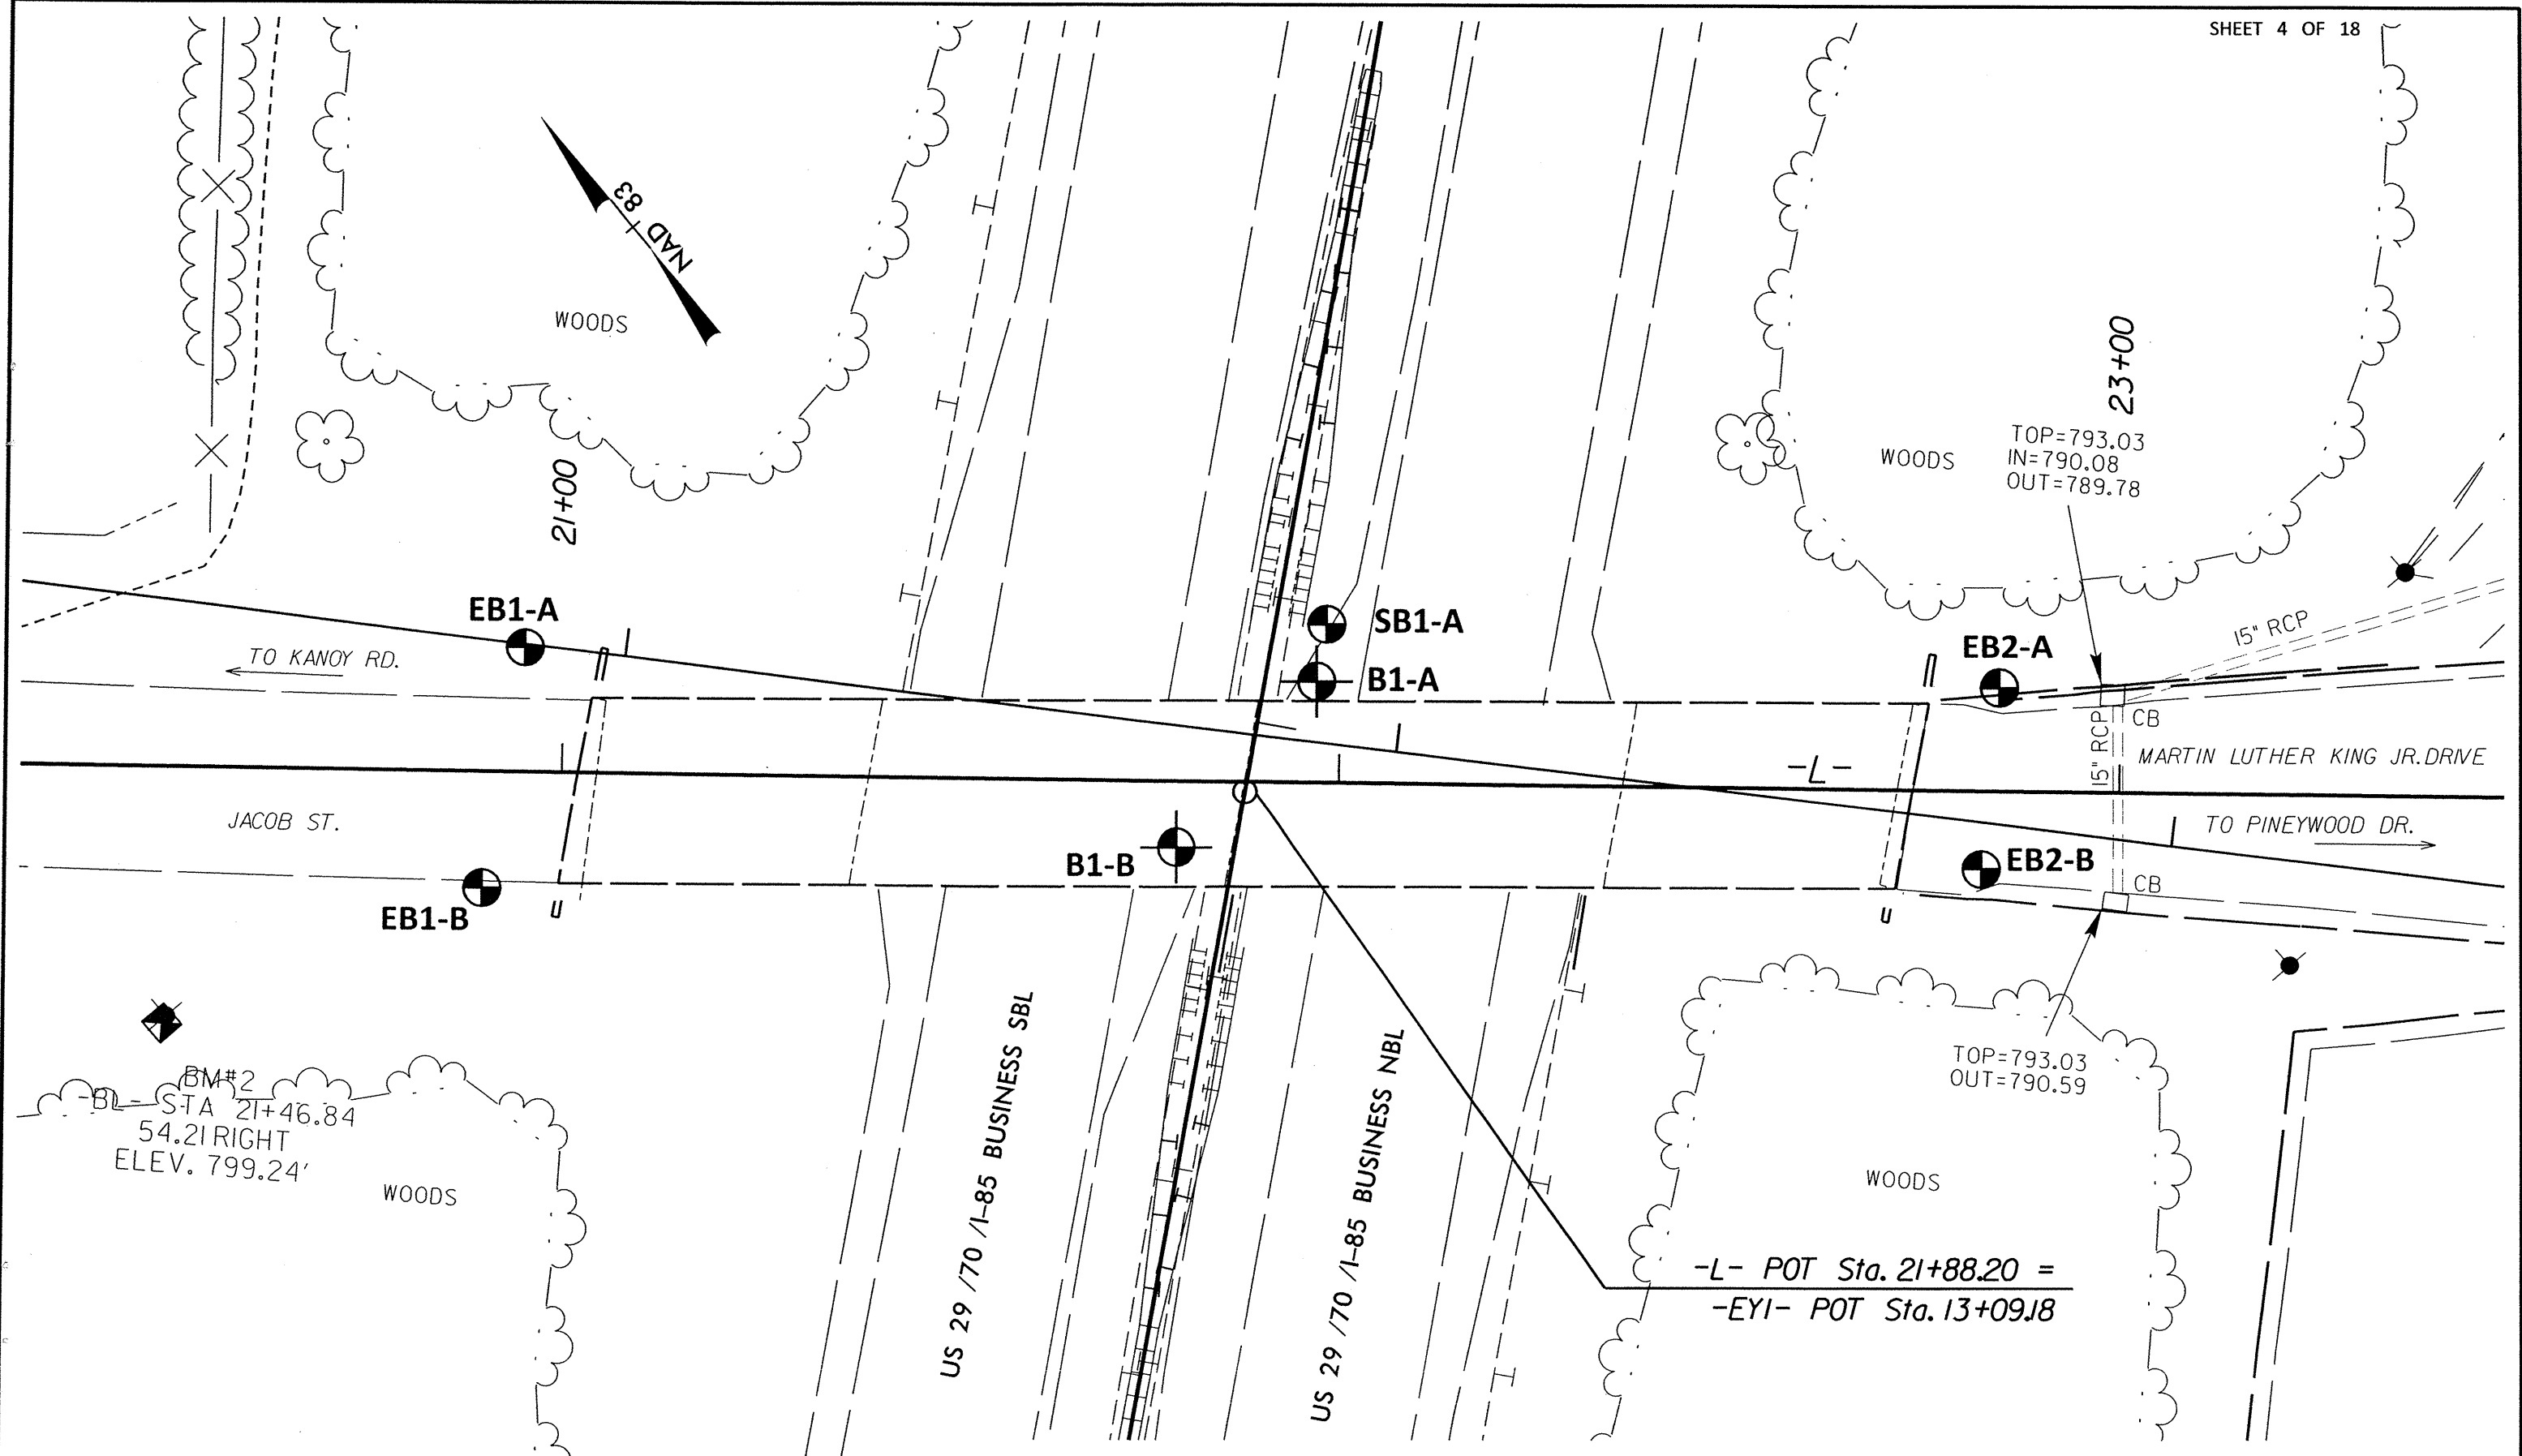 SHEET 4 OF 18
NAD 83
WOODS
23+00
TOP=793.03
IN=790.08
OUT=789.78
WOODS
21+00
EB1-A
SB1-A
15" RCP
EB2-A
TO KANOY RD.
B1-A
CB
15" RCP
MARTIN LUTHER KING JR. DRIVE
-L-
JACOB ST.
TO PINEYWOOD DR.
B1-B
EB2-B
CB
EB1-B
US 29 /70 /I-85 BUSINESS SBL
US 29 /70 /I-85 BUSINESS NBL
TOP=793.03
OUT=790.59
BM#2
-BL- STA 21+46.84
54.21 RIGHT
ELEV. 799.24'
WOODS
WOODS
-L- POT Sta. 21+88.20 =
-EY1- POT Sta. 13+09.18